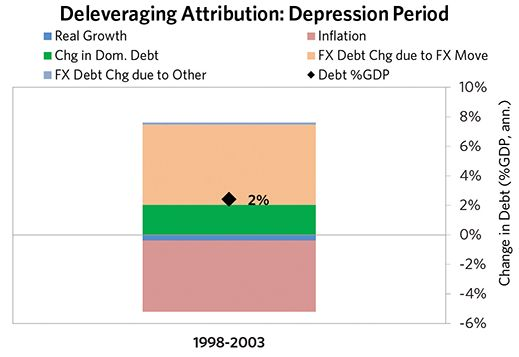 Deleveraging Attribution: Depression Period
Real Growth
Inflation
Chg in Dom. Debt
FX Debt Chg due to FX Move
FX Debt Chg due to Other
Debt %GDP
10%
8%
6%
4%
2%
0%
-2%
-4%
-6%
Change in Debt (%GDP, ann.)
2%
1998-2003